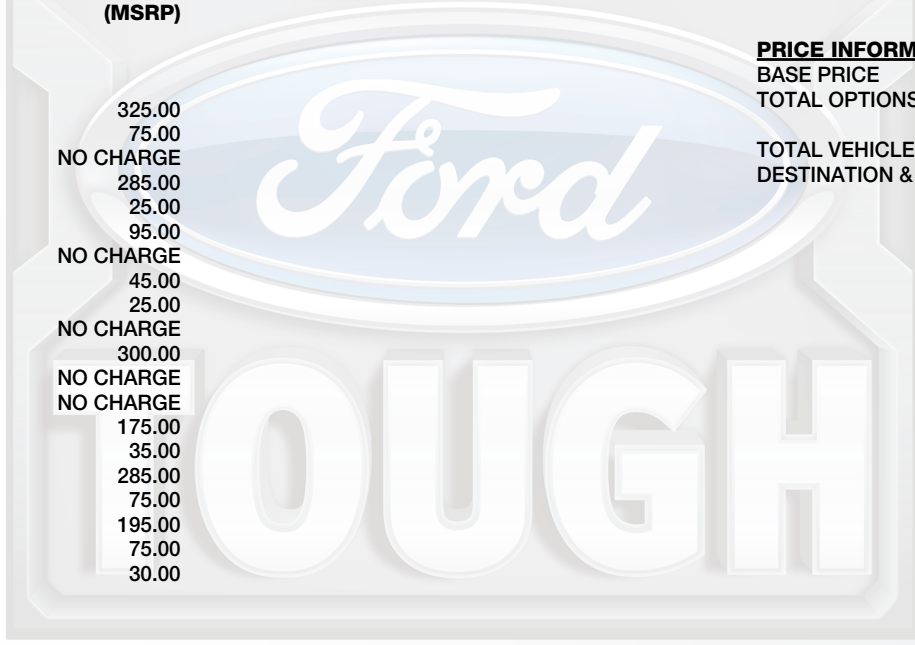 (MSRP)
325.00
75.00
NO CHARGE
285.00
25.00
95.00
NO CHARGE
45.00
25.00
NO CHARGE
300.00
NO CHARGE
NO CHARGE
175.00
35.00
285.00
75.00
195.00
75.00
30.00
PRICE INFORM
BASE PRICE
TOTAL OPTIONS
TOTAL VEHICLE
DESTINATION &
Ford
TOUGH